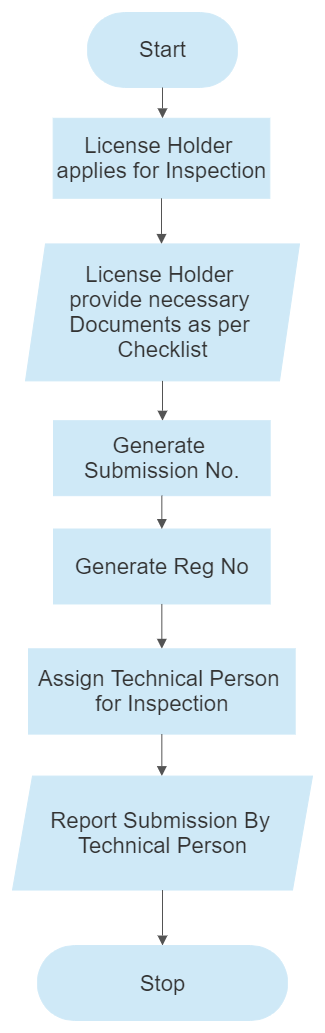 Start
License Holder
applies for Inspection
License Holder
provide necessary
Documents as per
Checklist
Generate
Submission No.
Generate Reg No
Assign Technical Person
for Inspection
Report Submission By
Technical Person
Stop